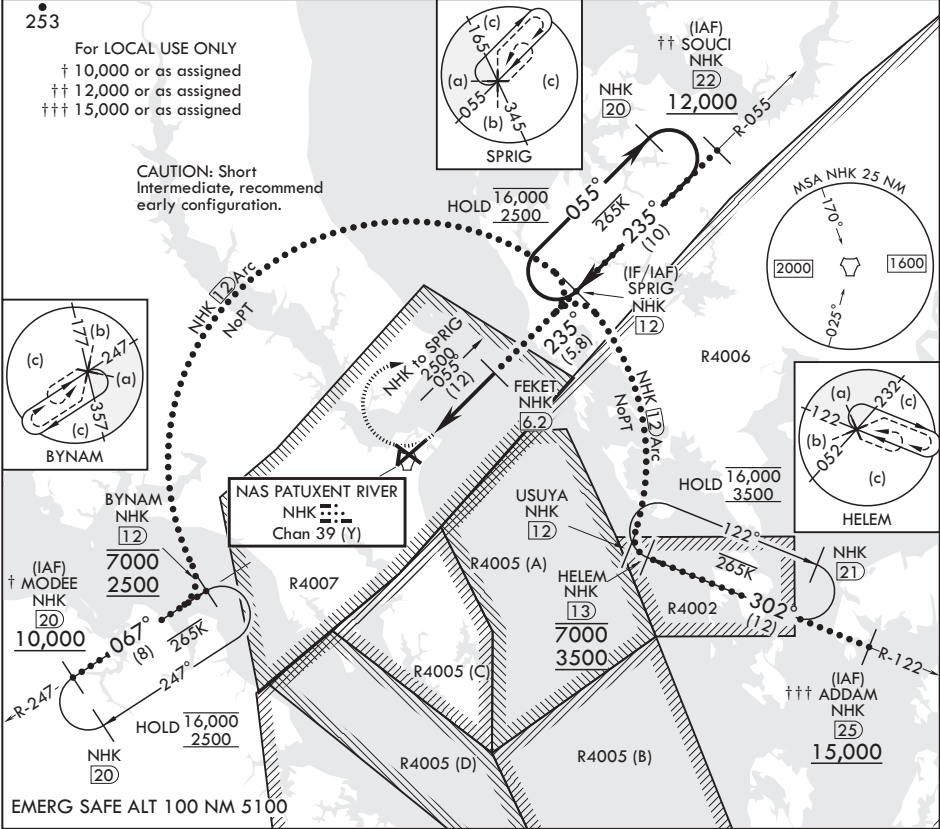 253
For LOCAL USE ONLY
† 10,000 or as assigned
†† 12,000 or as assigned
††† 15,000 or as assigned
CAUTION: Short
Intermediate, recommend
early configuration.
(c)
165
(a)
(c)
055
345
(b)
SPRIG
(IAF)
†† SOUCI
NHK
22
12,000
NHK
20
R-055
HOLD 16,000
2500
055°
265K
235°
(10)
MSA NHK 25 NM
170°
2000
1600
025°
(IF/IAF)
SPRIG
NHK
12
NHK 12 Arc
NoPT
235°
(5.8)
NHK to SPRIG
2500
055
(12)
R4006
177
(b)
247
(c)
(a)
357
(c)
BYNAM
FEKET
NHK
6.2
NHK 12 Arc
NoPT
(a)
232
(c)
122
(b)
052
(c)
HELEM
NAS PATUXENT RIVER
NHK
Chan 39 (Y)
HOLD 16,000
3500
USUYA
NHK
12
BYNAM
NHK
12
7000
2500
122°
NHK
21
265K
R4005 (A)
R4007
HELEM
NHK
13
7000
3500
R4002
302°
(12)
(IAF)
† MODEE
NHK
20
10,000
067°
(8)
265K
247°
R-247
R4005 (C)
R-122
(IAF)
††† ADDAM
NHK
25
15,000
HOLD 16,000
2500
NHK
20
R4005 (D)
R4005 (B)
EMERG SAFE ALT 100 NM 5100